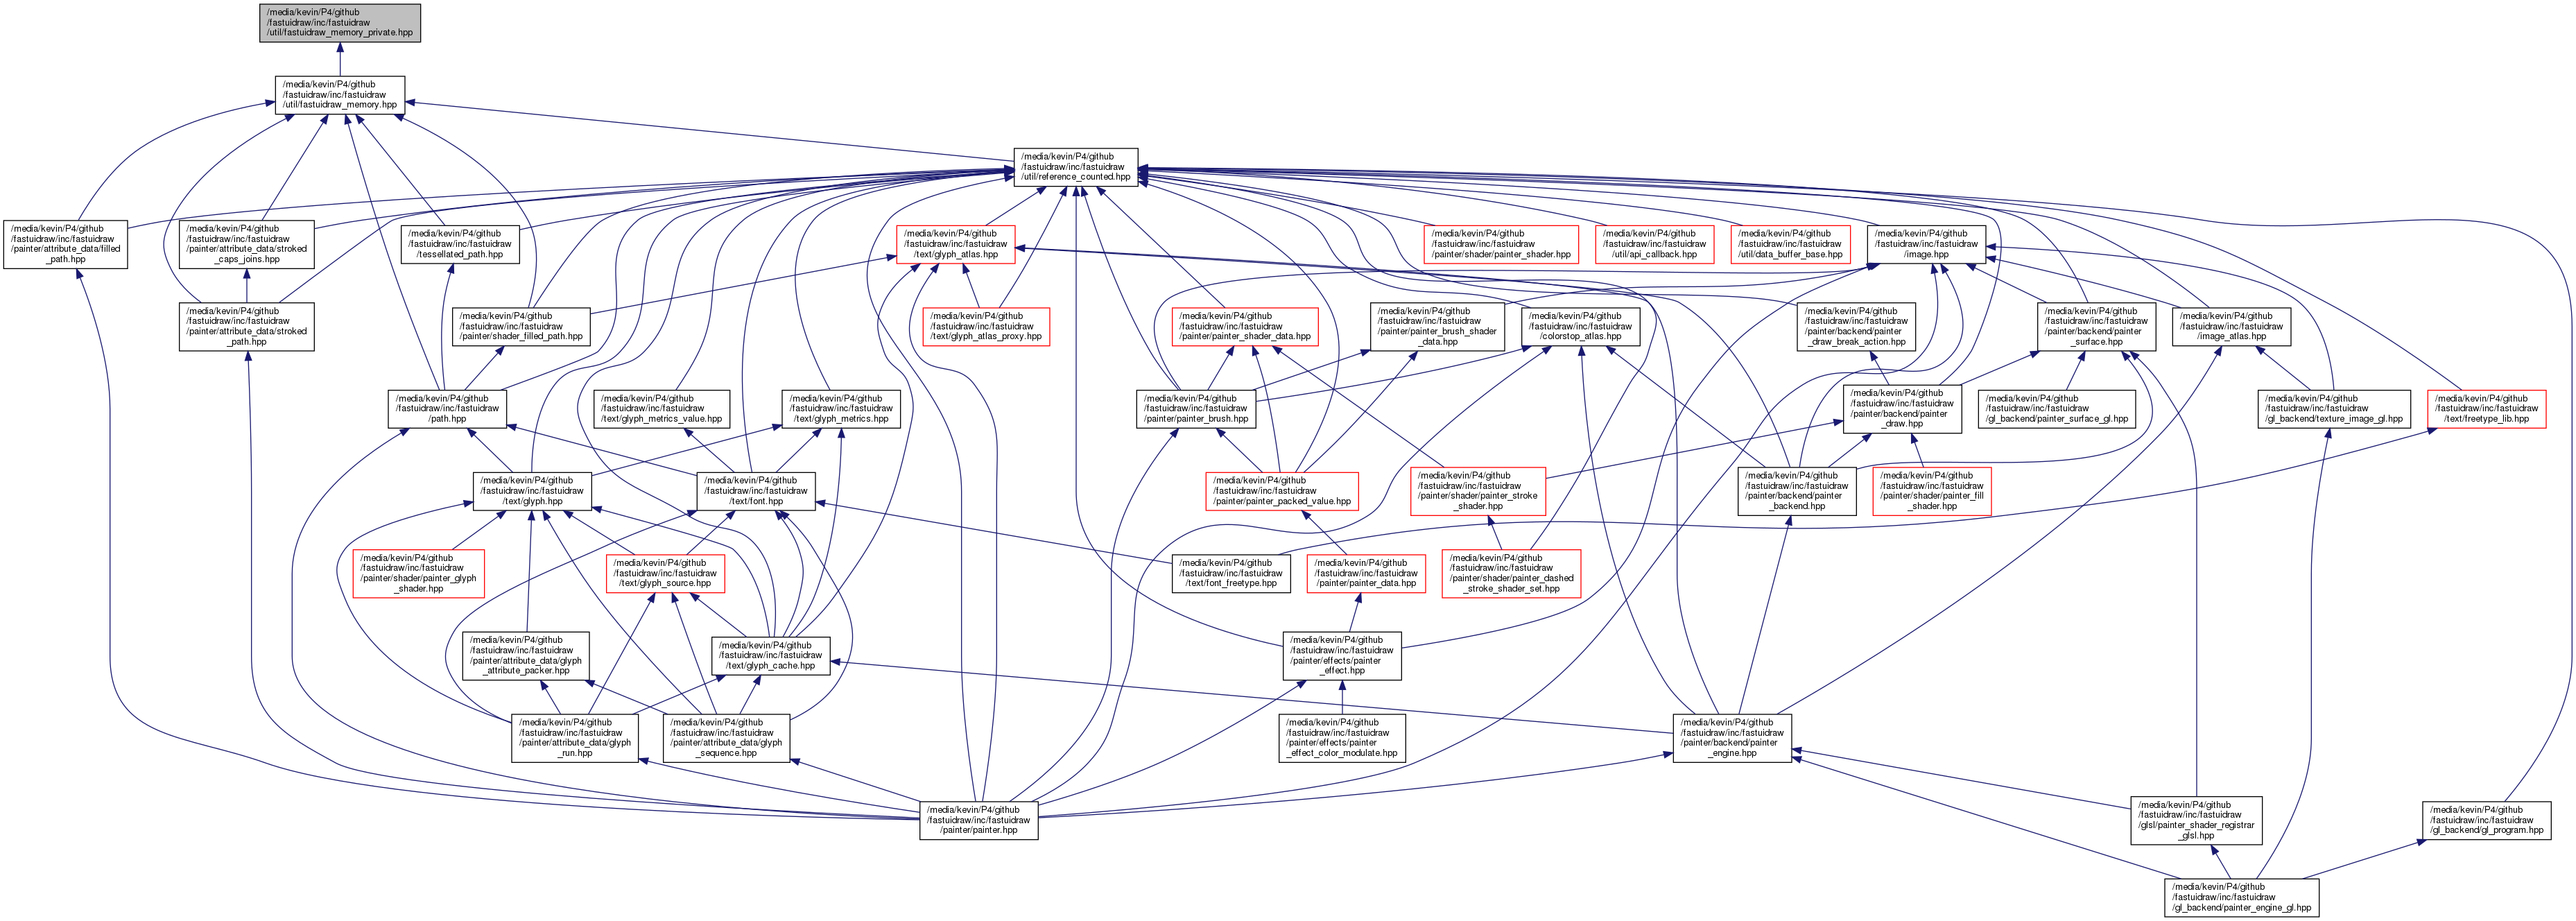 /media/kevin/P4/github
/fastuidraw/inc/fastuidraw
/util/fastuidraw_memory_private.hpp
/media/kevin/P4/github
/fastuidraw/inc/fastuidraw
/util/fastuidraw_memory.hpp
/media/kevin/P4/github
/fastuidraw/inc/fastuidraw
/util/reference_counted.hpp
/media/kevin/P4/github
/fastuidraw/inc/fastuidraw
/painter/attribute_data/filled
_path.hpp
/media/kevin/P4/github
/fastuidraw/inc/fastuidraw
/painter/attribute_data/stroked
_caps_joins.hpp
/media/kevin/P4/github
/fastuidraw/inc/fastuidraw
/tessellated_path.hpp
/media/kevin/P4/github
/fastuidraw/inc/fastuidraw
/text/glyph_atlas.hpp
/media/kevin/P4/github
/fastuidraw/inc/fastuidraw
/painter/shader/painter_shader.hpp
/media/kevin/P4/github
/fastuidraw/inc/fastuidraw
/util/api_callback.hpp
/media/kevin/P4/github
/fastuidraw/inc/fastuidraw
/util/data_buffer_base.hpp
/media/kevin/P4/github
/fastuidraw/inc/fastuidraw
/image.hpp
/media/kevin/P4/github
/fastuidraw/inc/fastuidraw
/painter/attribute_data/stroked
_path.hpp
/media/kevin/P4/github
/fastuidraw/inc/fastuidraw
/painter/shader_filled_path.hpp
/media/kevin/P4/github
/fastuidraw/inc/fastuidraw
/text/glyph_atlas_proxy.hpp
/media/kevin/P4/github
/fastuidraw/inc/fastuidraw
/painter/painter_shader_data.hpp
/media/kevin/P4/github
/fastuidraw/inc/fastuidraw
/painter/painter_brush_shader
_data.hpp
/media/kevin/P4/github
/fastuidraw/inc/fastuidraw
/colorstop_atlas.hpp
/media/kevin/P4/github
/fastuidraw/inc/fastuidraw
/painter/backend/painter
_draw_break_action.hpp
/media/kevin/P4/github
/fastuidraw/inc/fastuidraw
/painter/backend/painter
_surface.hpp
/media/kevin/P4/github
/fastuidraw/inc/fastuidraw
/image_atlas.hpp
/media/kevin/P4/github
/fastuidraw/inc/fastuidraw
/path.hpp
/media/kevin/P4/github
/fastuidraw/inc/fastuidraw
/text/glyph_metrics_value.hpp
/media/kevin/P4/github
/fastuidraw/inc/fastuidraw
/text/glyph_metrics.hpp
/media/kevin/P4/github
/fastuidraw/inc/fastuidraw
/painter/painter_brush.hpp
/media/kevin/P4/github
/fastuidraw/inc/fastuidraw
/painter/backend/painter
_draw.hpp
/media/kevin/P4/github
/fastuidraw/inc/fastuidraw
/gl_backend/painter_surface_gl.hpp
/media/kevin/P4/github
/fastuidraw/inc/fastuidraw
/gl_backend/texture_image_gl.hpp
/media/kevin/P4/github
/fastuidraw/inc/fastuidraw
/text/freetype_lib.hpp
/media/kevin/P4/github
/fastuidraw/inc/fastuidraw
/text/glyph.hpp
/media/kevin/P4/github
/fastuidraw/inc/fastuidraw
/text/font.hpp
/media/kevin/P4/github
/fastuidraw/inc/fastuidraw
/painter/painter_packed_value.hpp
/media/kevin/P4/github
/fastuidraw/inc/fastuidraw
/painter/shader/painter_stroke
_shader.hpp
/media/kevin/P4/github
/fastuidraw/inc/fastuidraw
/painter/backend/painter
_backend.hpp
/media/kevin/P4/github
/fastuidraw/inc/fastuidraw
/painter/shader/painter_fill
_shader.hpp
/media/kevin/P4/github
/fastuidraw/inc/fastuidraw
/painter/shader/painter_glyph
_shader.hpp
/media/kevin/P4/github
/fastuidraw/inc/fastuidraw
/text/glyph_source.hpp
/media/kevin/P4/github
/fastuidraw/inc/fastuidraw
/text/font_freetype.hpp
/media/kevin/P4/github
/fastuidraw/inc/fastuidraw
/painter/painter_data.hpp
/media/kevin/P4/github
/fastuidraw/inc/fastuidraw
/painter/shader/painter_dashed
_stroke_shader_set.hpp
/media/kevin/P4/github
/fastuidraw/inc/fastuidraw
/painter/attribute_data/glyph
_attribute_packer.hpp
/media/kevin/P4/github
/fastuidraw/inc/fastuidraw
/text/glyph_cache.hpp
/media/kevin/P4/github
/fastuidraw/inc/fastuidraw
/painter/effects/painter
_effect.hpp
/media/kevin/P4/github
/fastuidraw/inc/fastuidraw
/painter/attribute_data/glyph
_run.hpp
/media/kevin/P4/github
/fastuidraw/inc/fastuidraw
/painter/attribute_data/glyph
_sequence.hpp
/media/kevin/P4/github
/fastuidraw/inc/fastuidraw
/painter/effects/painter
_effect_color_modulate.hpp
/media/kevin/P4/github
/fastuidraw/inc/fastuidraw
/painter/backend/painter
_engine.hpp
/media/kevin/P4/github
/fastuidraw/inc/fastuidraw
/painter/painter.hpp
/media/kevin/P4/github
/fastuidraw/inc/fastuidraw
/glsl/painter_shader_registrar
_glsl.hpp
/media/kevin/P4/github
/fastuidraw/inc/fastuidraw
/gl_backend/gl_program.hpp
/media/kevin/P4/github
/fastuidraw/inc/fastuidraw
/gl_backend/painter_engine_gl.hpp